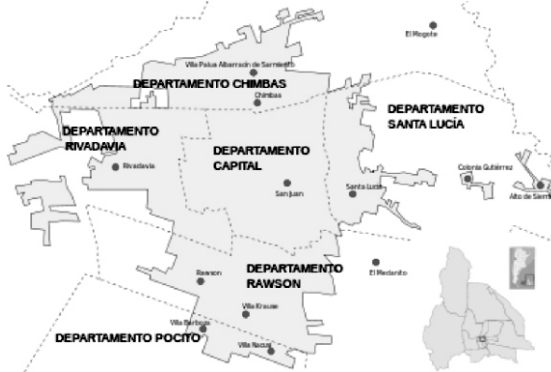 El Mogote
Villa Paula Albarracín de Sarmiento
DEPARTAMENTO CHIMBAS
Chimbas
DEPARTAMENTO
SANTA LUCÍA
DEPARTAMENTO
RIVADAVIA
DEPARTAMENTO
CAPITAL
Rivadavia
Colonia Gutiérrez
San Juan
Santa Lucía
Alto de Sierra
DEPARTAMENTO
RAWSON
El Medanito
Rawson
Villa Krause
Villa Barboza
DEPARTAMENTO POCITO
Villa Nacusi